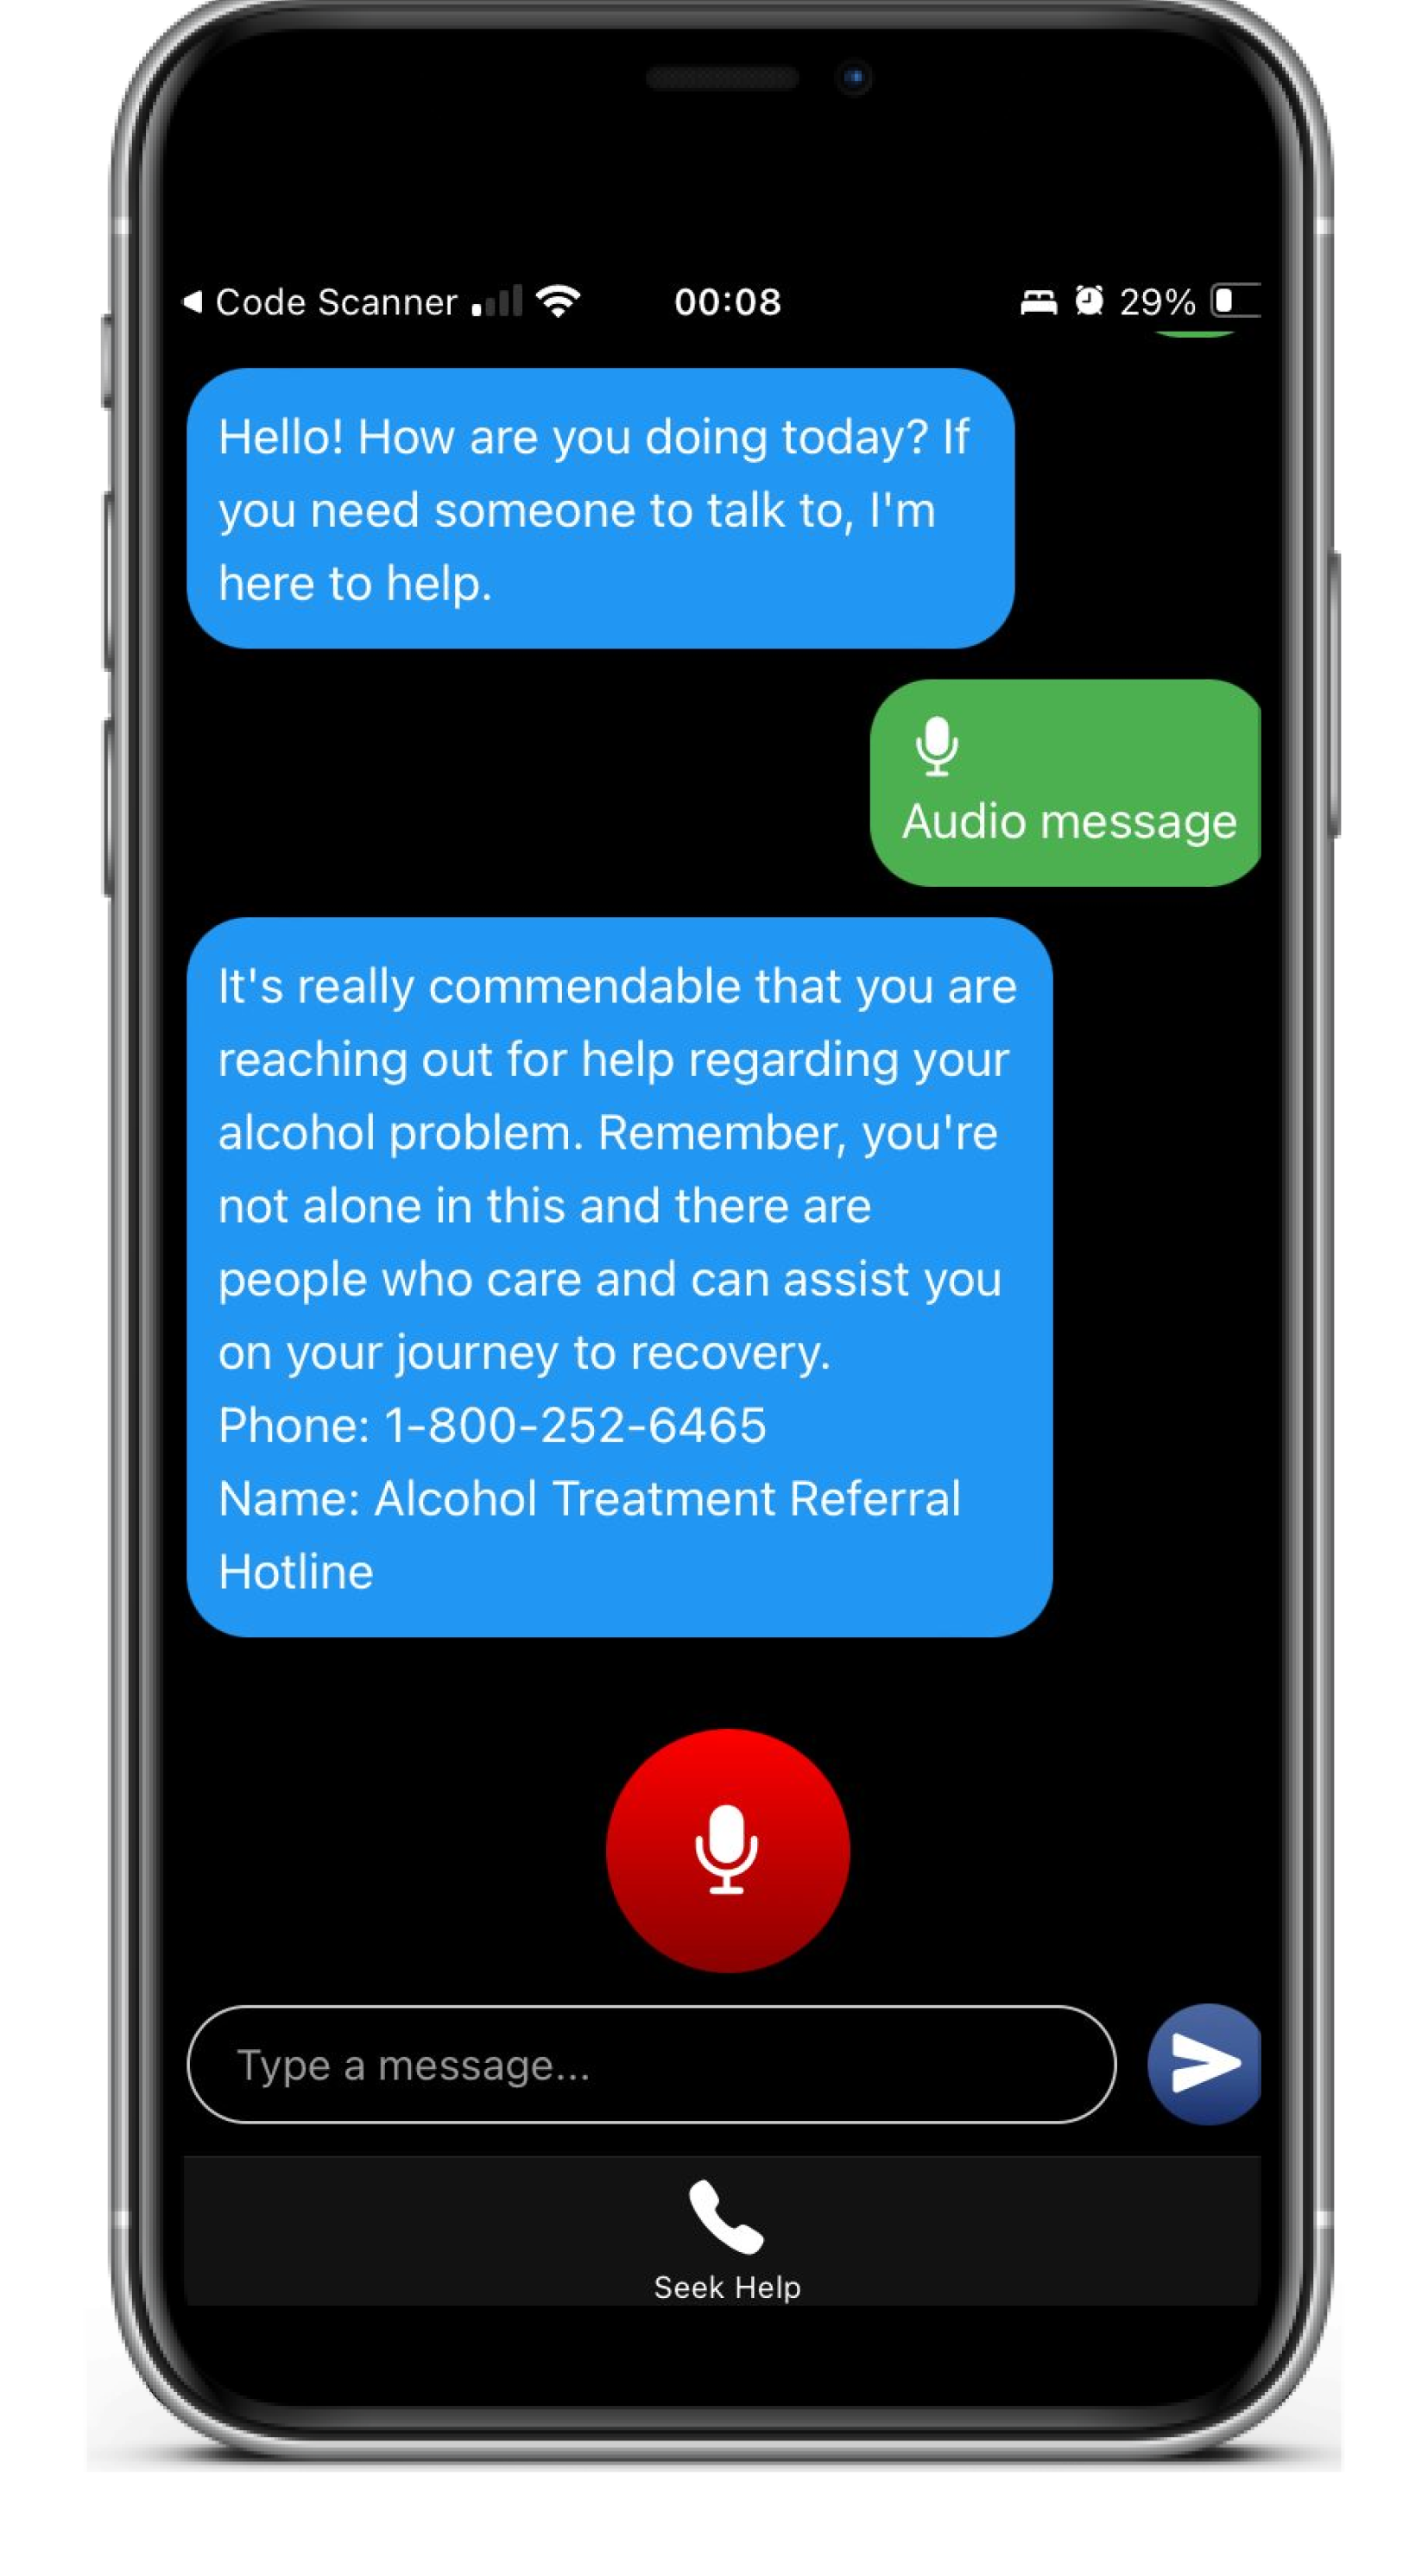 Code Scanner
00:08
29%
Hello! How are you doing today? If
you need someone to talk to, I'm
here to help.
Audio message
It's really commendable that you are
reaching out for help regarding your
alcohol problem. Remember, you're
not alone in this and there are
people who care and can assist you
on your journey to recovery.
Phone: 1-800-252-6465
Name: Alcohol Treatment Referral
Hotline
Type a message...
Seek Help